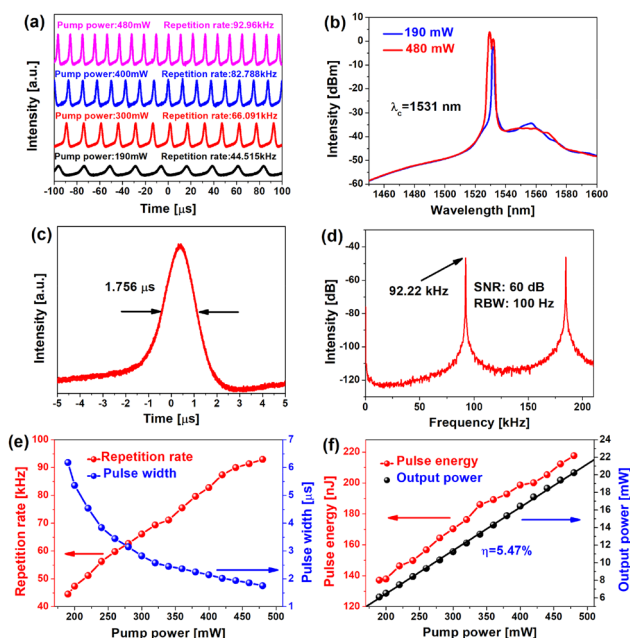 (a)
Pump power:480mW Repetition rate:92.96kHz
Pump power:400mW Repetition rate:82.788kHz
Pump power:300mW Repetition rate:66.091kHz
Pump power:190mW Repetition rate:44.515kHz
Intensity [a.u.]
-100 -80 -60 -40 -20 0 20 40 60 80 100
Time [μs]
(b)
190 mW
480 mW
λc=1531 nm
Intensity [dBm]
10
0
-10
-20
-30
-40
-50
-60
1460 1480 1500 1520 1540 1560 1580 1600
Wavelength [nm]
(c)
1.756 μs
Intensity [a.u.]
-5 -4 -3 -2 -1 0 1 2 3 4 5
Time [μs]
(d)
92.22 kHz
SNR: 60 dB
RBW: 100 Hz
Intensity [dB]
-40
-60
-80
-100
-120
0 50 100 150 200
Frequency [kHz]
(e)
Repetition rate
Pulse width
Repetition rate [kHz]
100
90
80
70
60
50
40
Pulse width [μs]
7
6
5
4
3
2
1
200 250 300 350 400 450 500
Pump power [mW]
(f)
Pulse energy
Output power
η=5.47%
Pulse energy [nJ]
230
220
210
200
190
180
170
160
150
140
130
120
Output power [mW]
24
22
20
18
16
14
12
10
8
6
200 250 300 350 400 450 500
Pump power [mW]